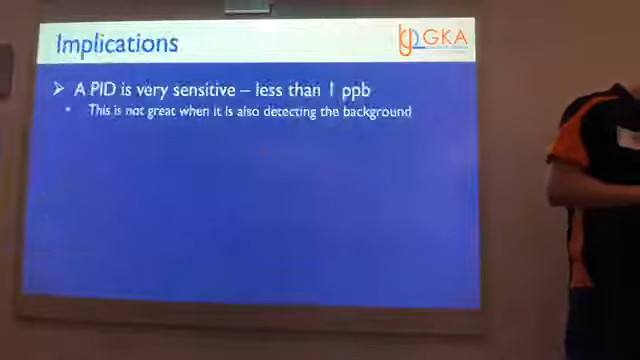 Implications
GKA
➤ A PID is very sensitive – less than 1 ppb
• This is not great when it is also detecting the background